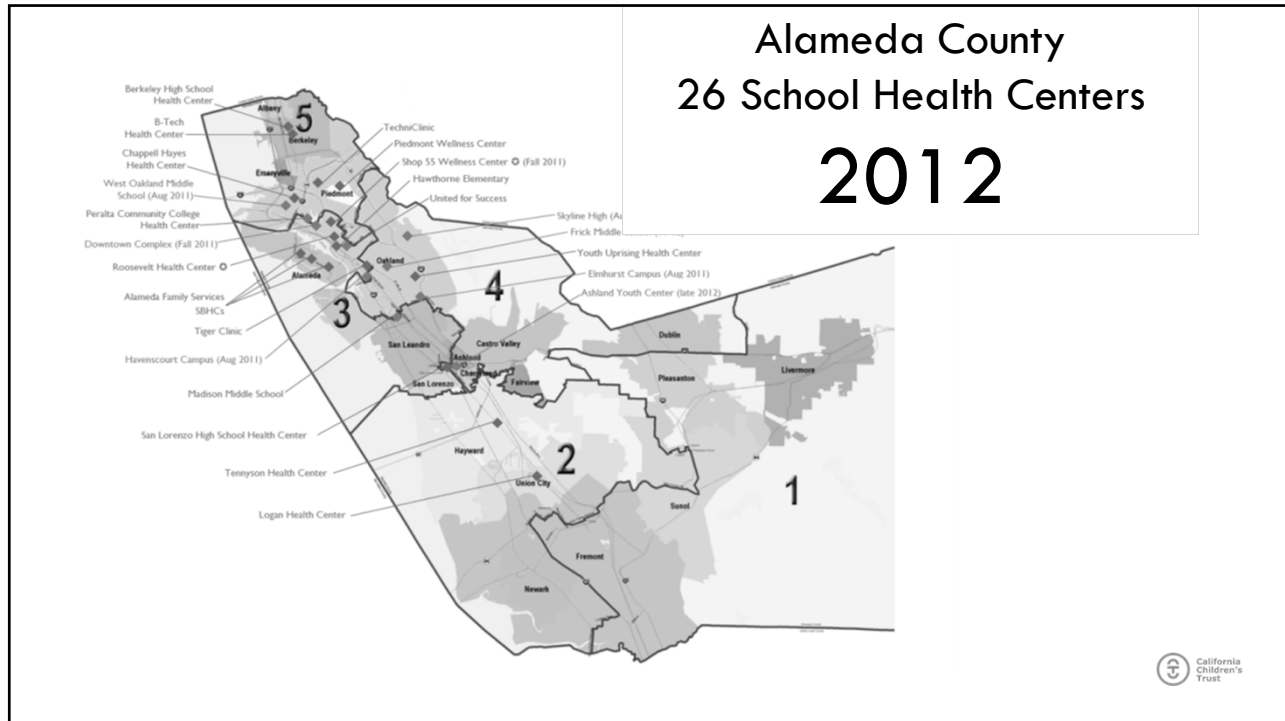 Alameda County
26 School Health Centers
2012
Berkeley High School
Health Center
B-Tech
Health Center
Chappell Hayes
Health Center
West Oakland Middle
School (Aug 2011)
Peralta Community College
Health Center
Downtown Complex (Fall 2011)
Roosevelt Health Center
Alameda Family Services
SBHCs
Tiger Clinic
Havenscourt Campus (Aug 2011)
Madison Middle School
San Lorenzo High School Health Center
Tennyson Health Center
Logan Health Center
TechniClinic
Piedmont Wellness Center
Shop 55 Wellness Center (Fall 2011)
Hawthorne Elementary
United for Success
Skyline High
Frick Middle
Youth Uprising Health Center
Elmhurst Campus (Aug 2011)
Ashland Youth Center (late 2012)
Albany
5
Berkeley
Emeryville
Piedmont
Oakland
Alameda
4
3
San Leandro
Castro Valley
Ashland
San Lorenzo
Fairview
Dublin
Pleasanton
Livermore
Hayward
2
Union City
1
Sunol
Fremont
Newark
California
Children's
Trust